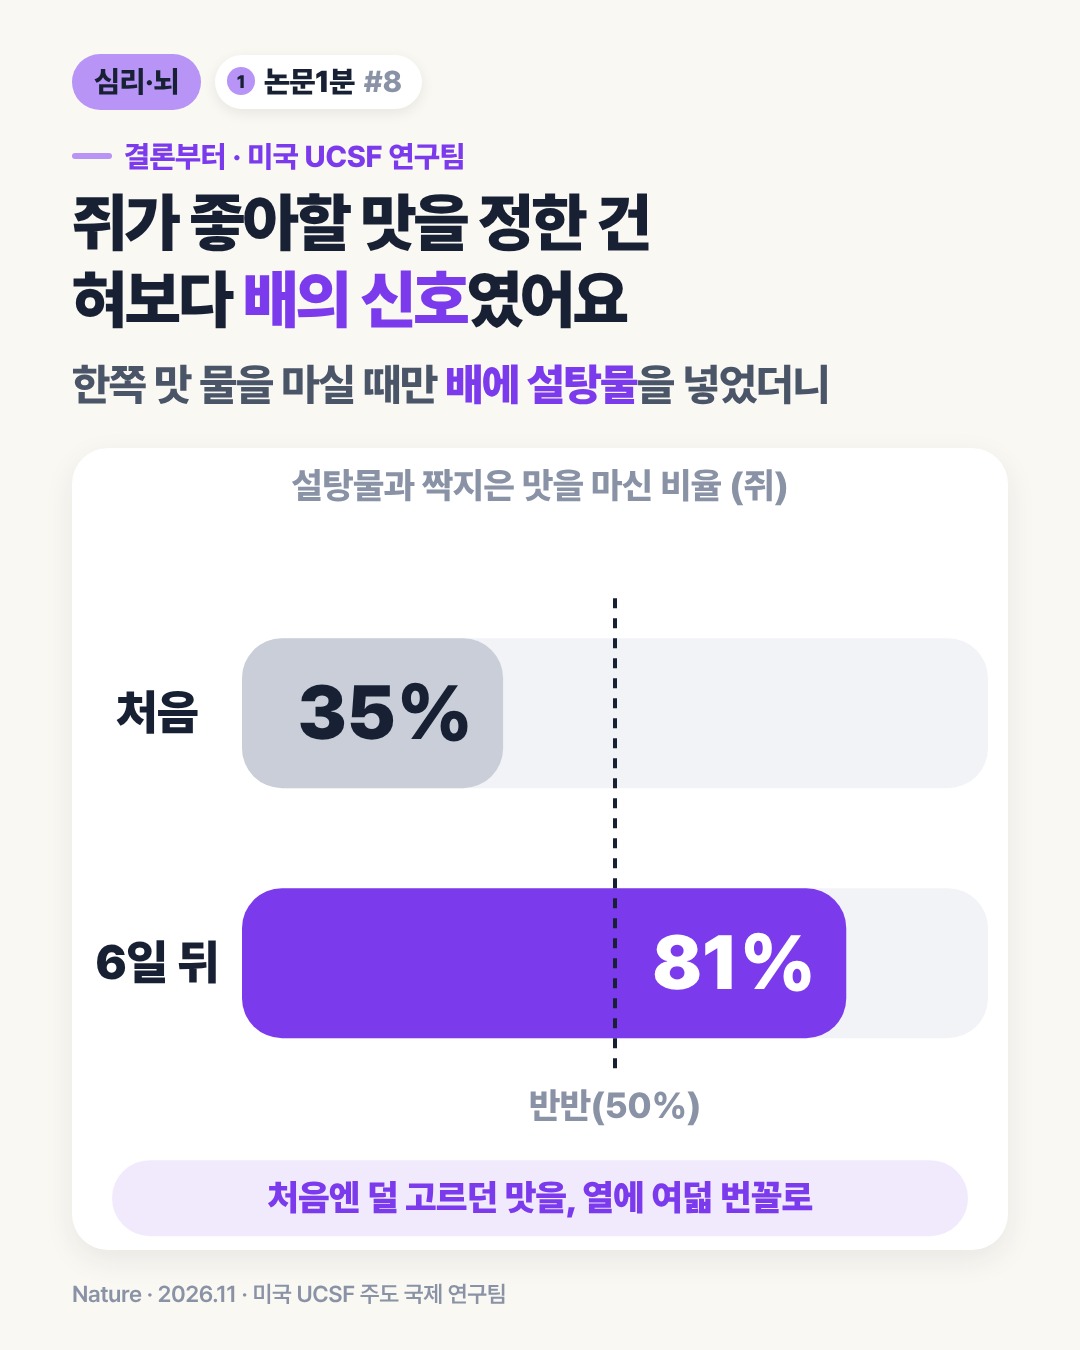 심리·뇌
1 논문1분 #8
결론부터 · 미국 UCSF 연구팀
쥐가 좋아할 맛을 정한 건
혀보다 배의 신호였어요
한쪽 맛 물을 마실 때만 배에 설탕물을 넣었더니
설탕물과 짝지은 맛을 마신 비율 (쥐)
처음
35%
6일 뒤
81%
반반(50%)
처음엔 덜 고르던 맛을, 열에 여덟 번꼴로
Nature · 2026.11 · 미국 UCSF 주도 국제 연구팀